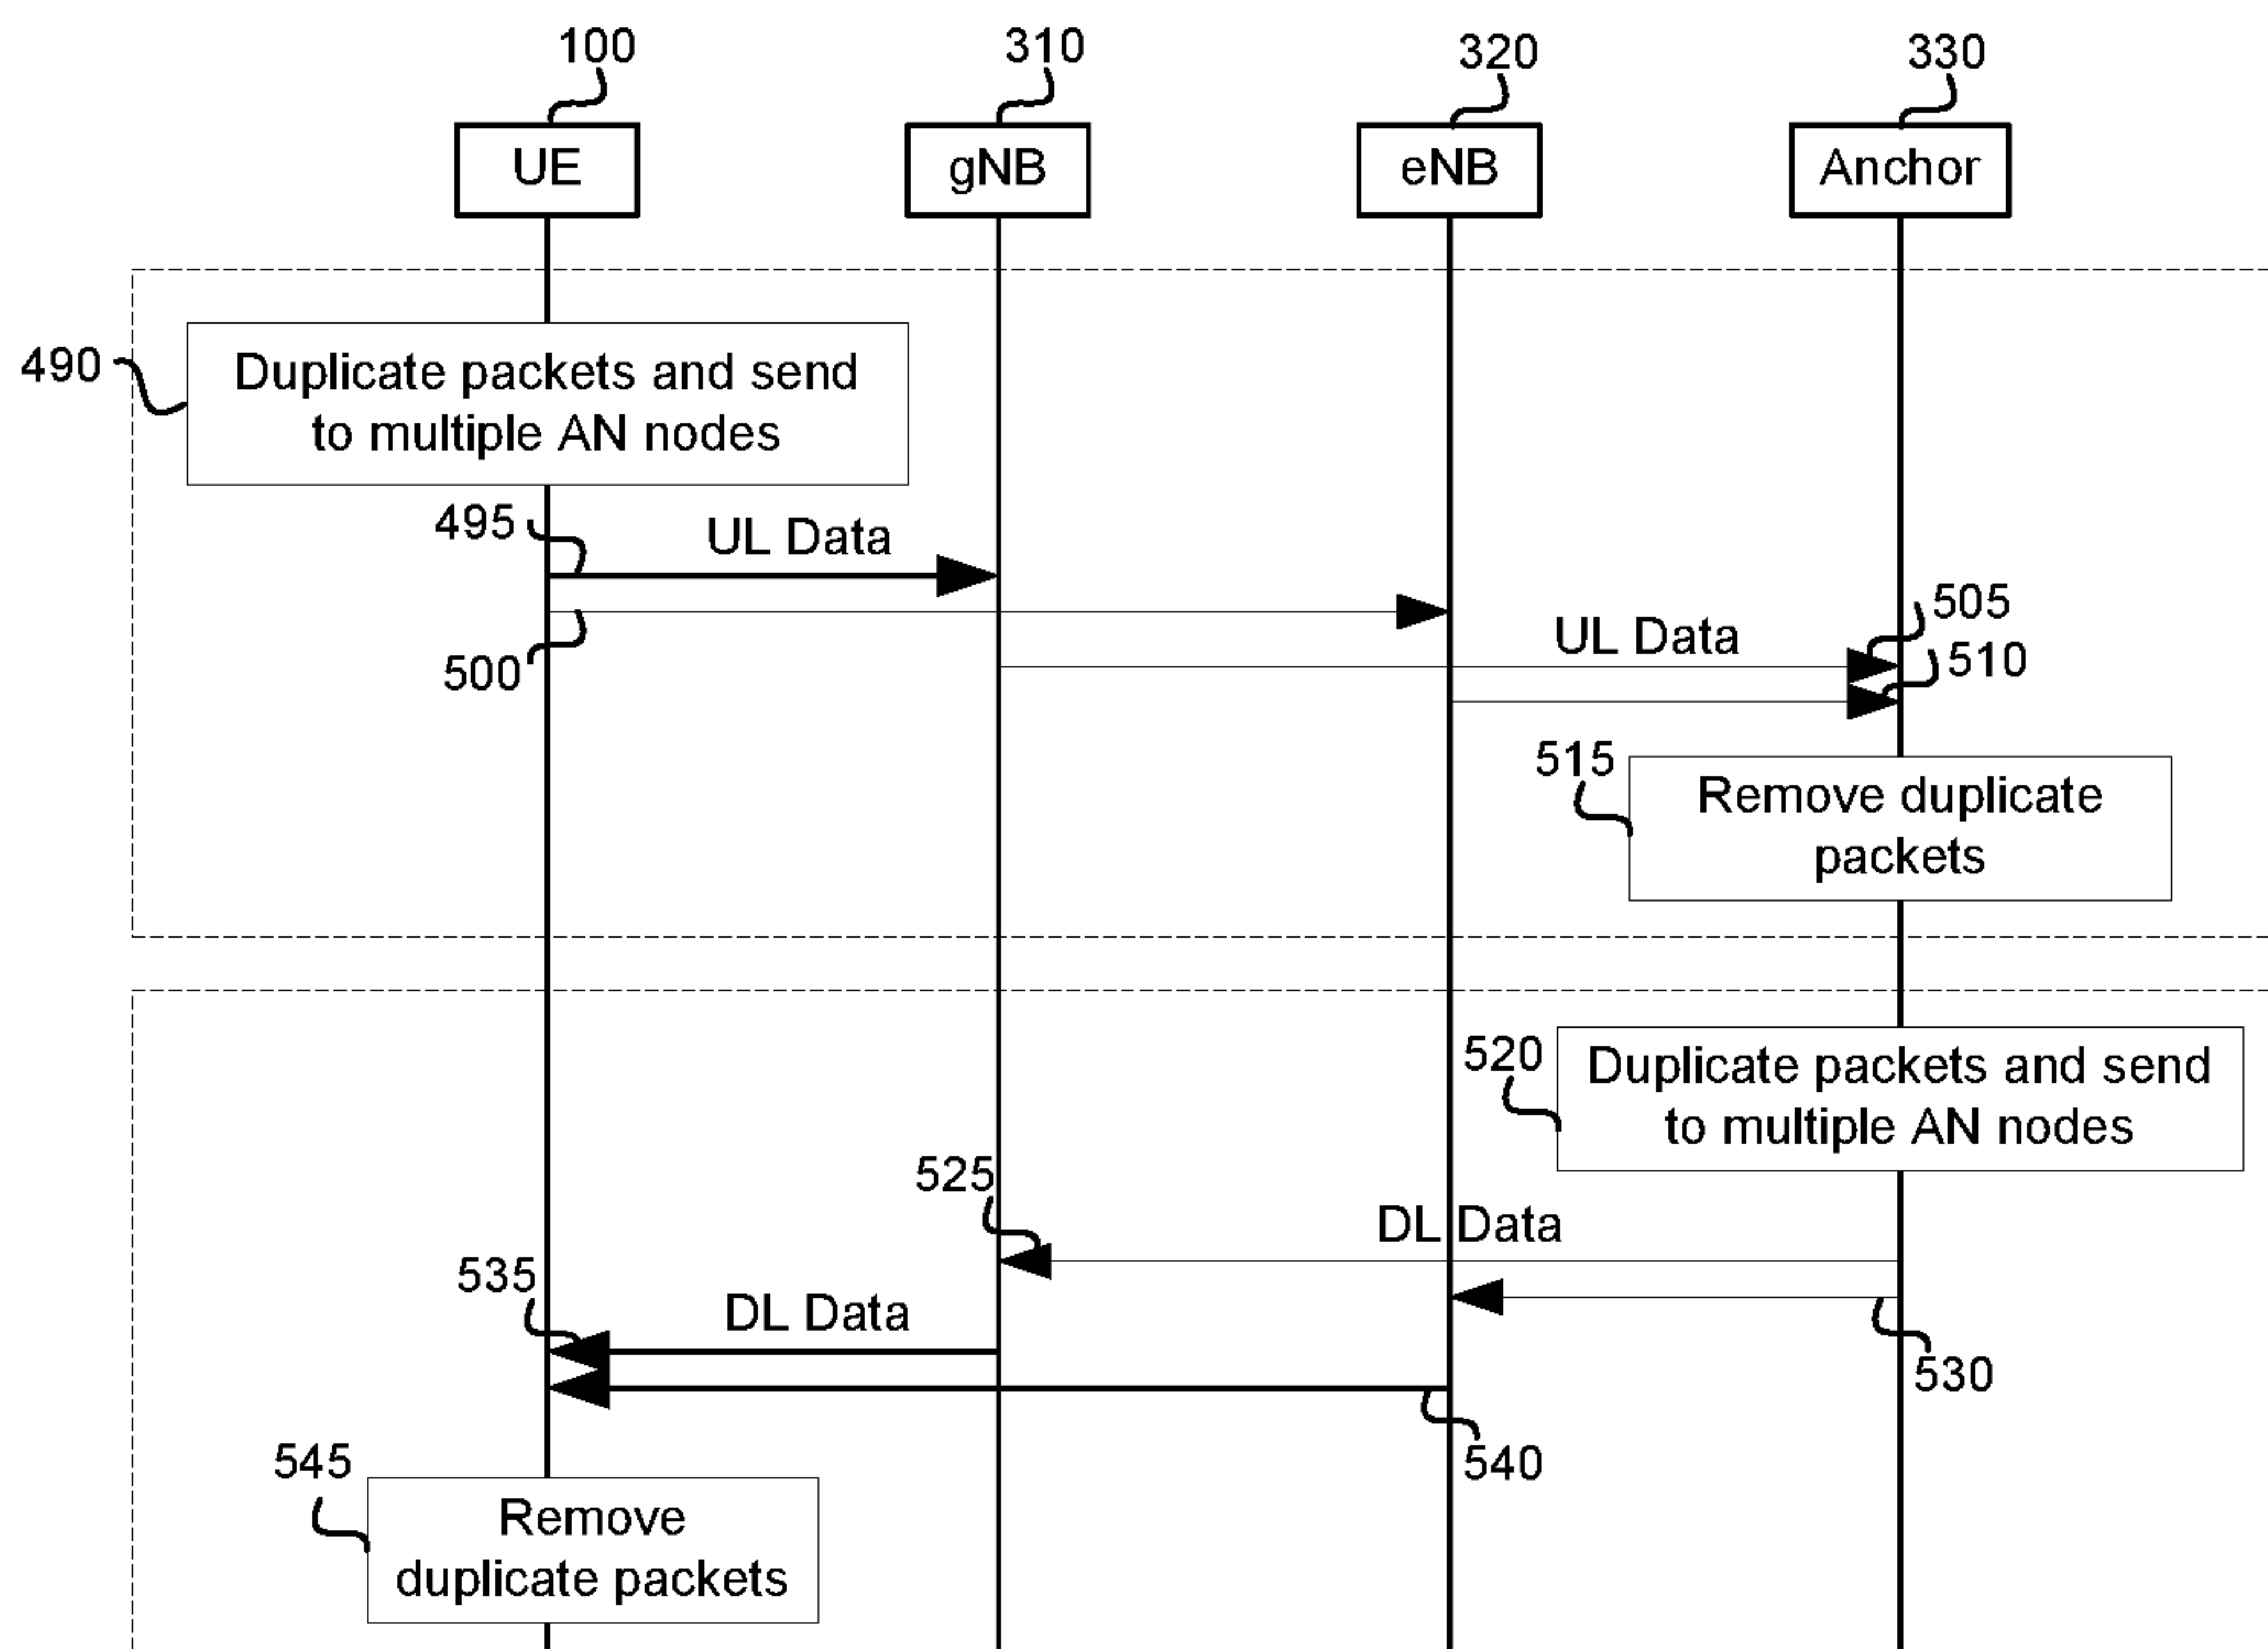 100
310
320
330
UE
gNB
eNB
Anchor
490
Duplicate packets and send
to multiple AN nodes
495
UL Data
500
505
UL Data
510
515
Remove duplicate
packets
520
Duplicate packets and send
to multiple AN nodes
525
DL Data
535
DL Data
530
540
545
Remove
duplicate packets